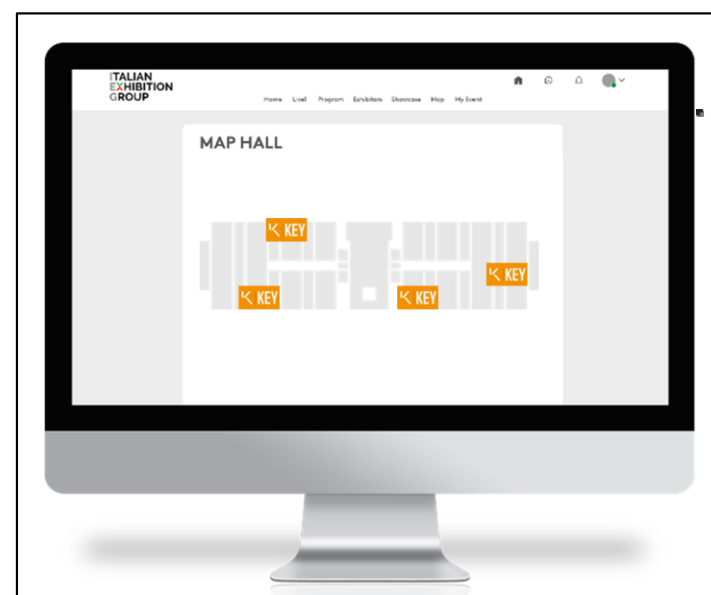 ITALIAN
EXHIBITION
GROUP
Home Live! Program Exhibitors Showcase Map My Event
MAP HALL
KEY
KEY
KEY
KEY